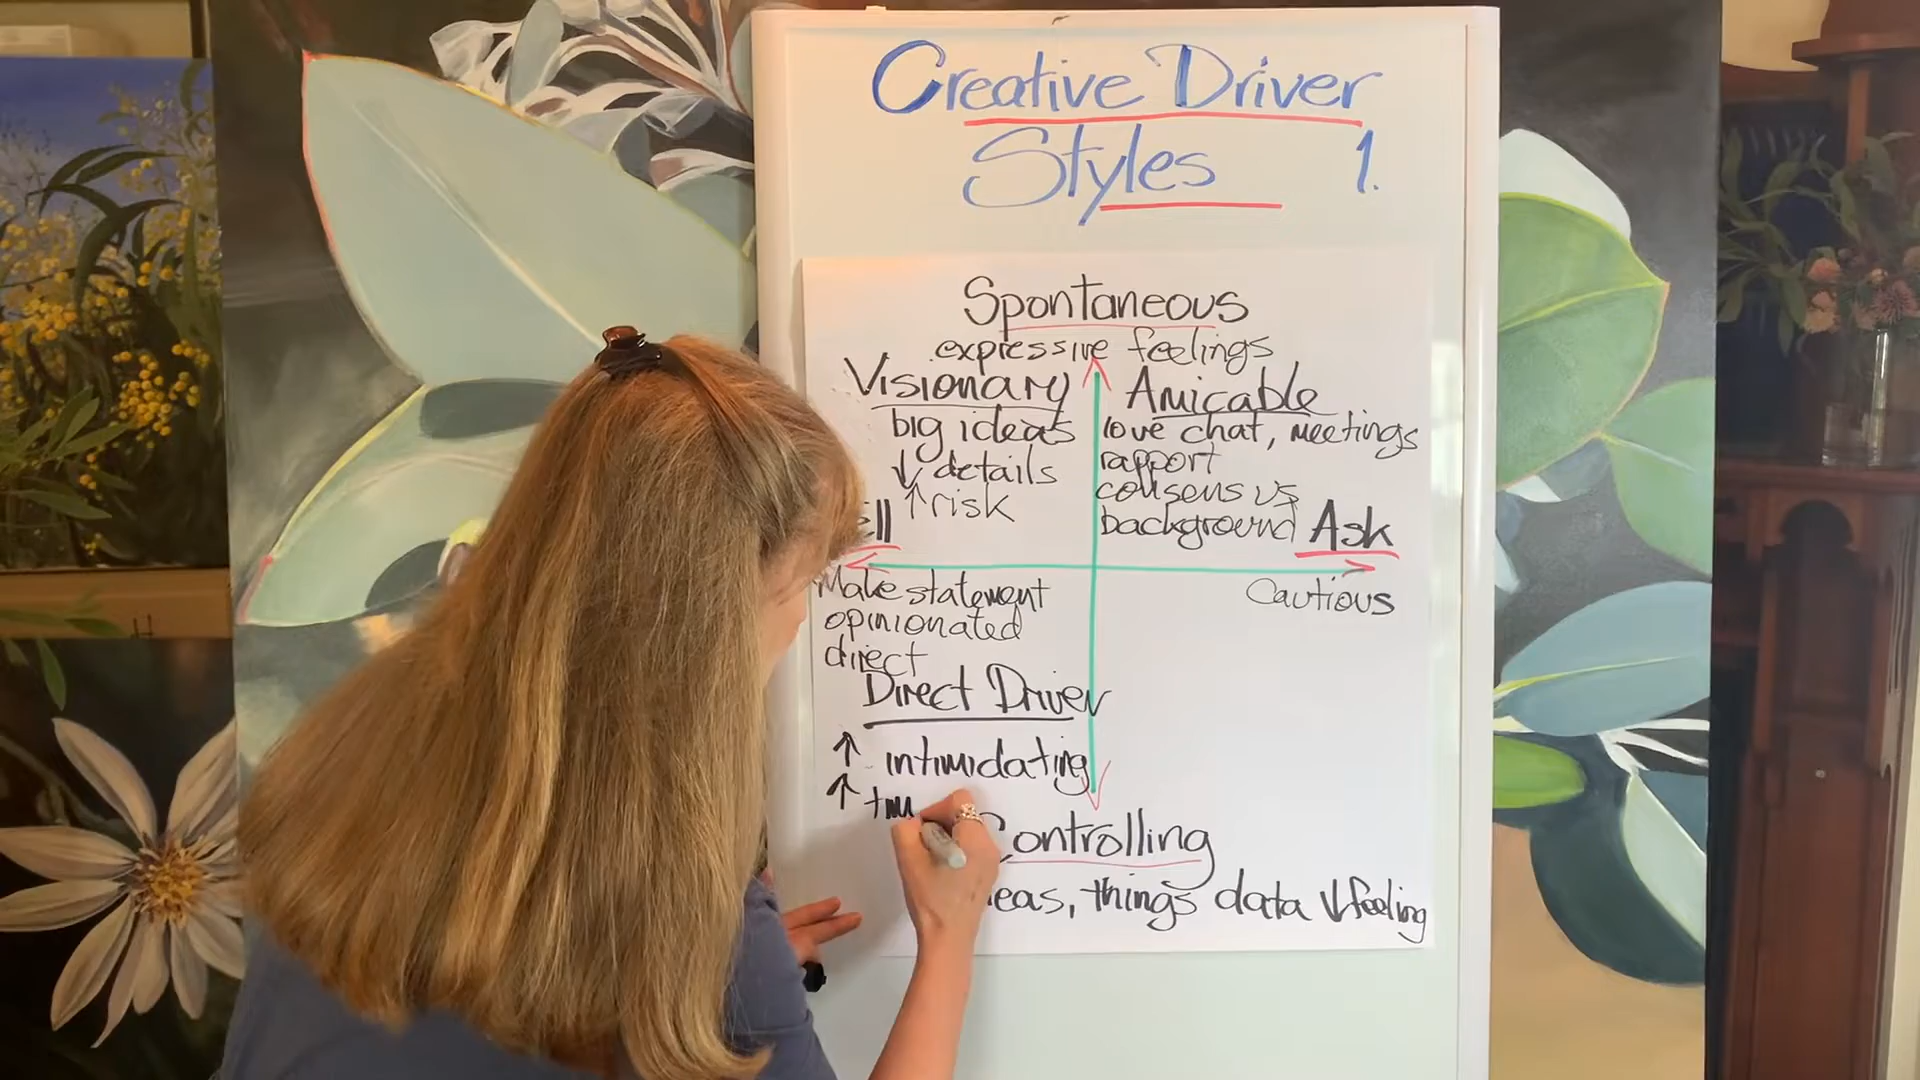 Creative Driver
Styles 1.
Spontaneous
expressive feelings
Visionary
big ideas
↓ details
↑ risk
Amicable
love chat, meetings
rapport
consensus
background
Ask
Cautious
Make statement
opinionated
direct
Direct Driver
↑ intimidating
↑
Controlling
things data ↓ feeling